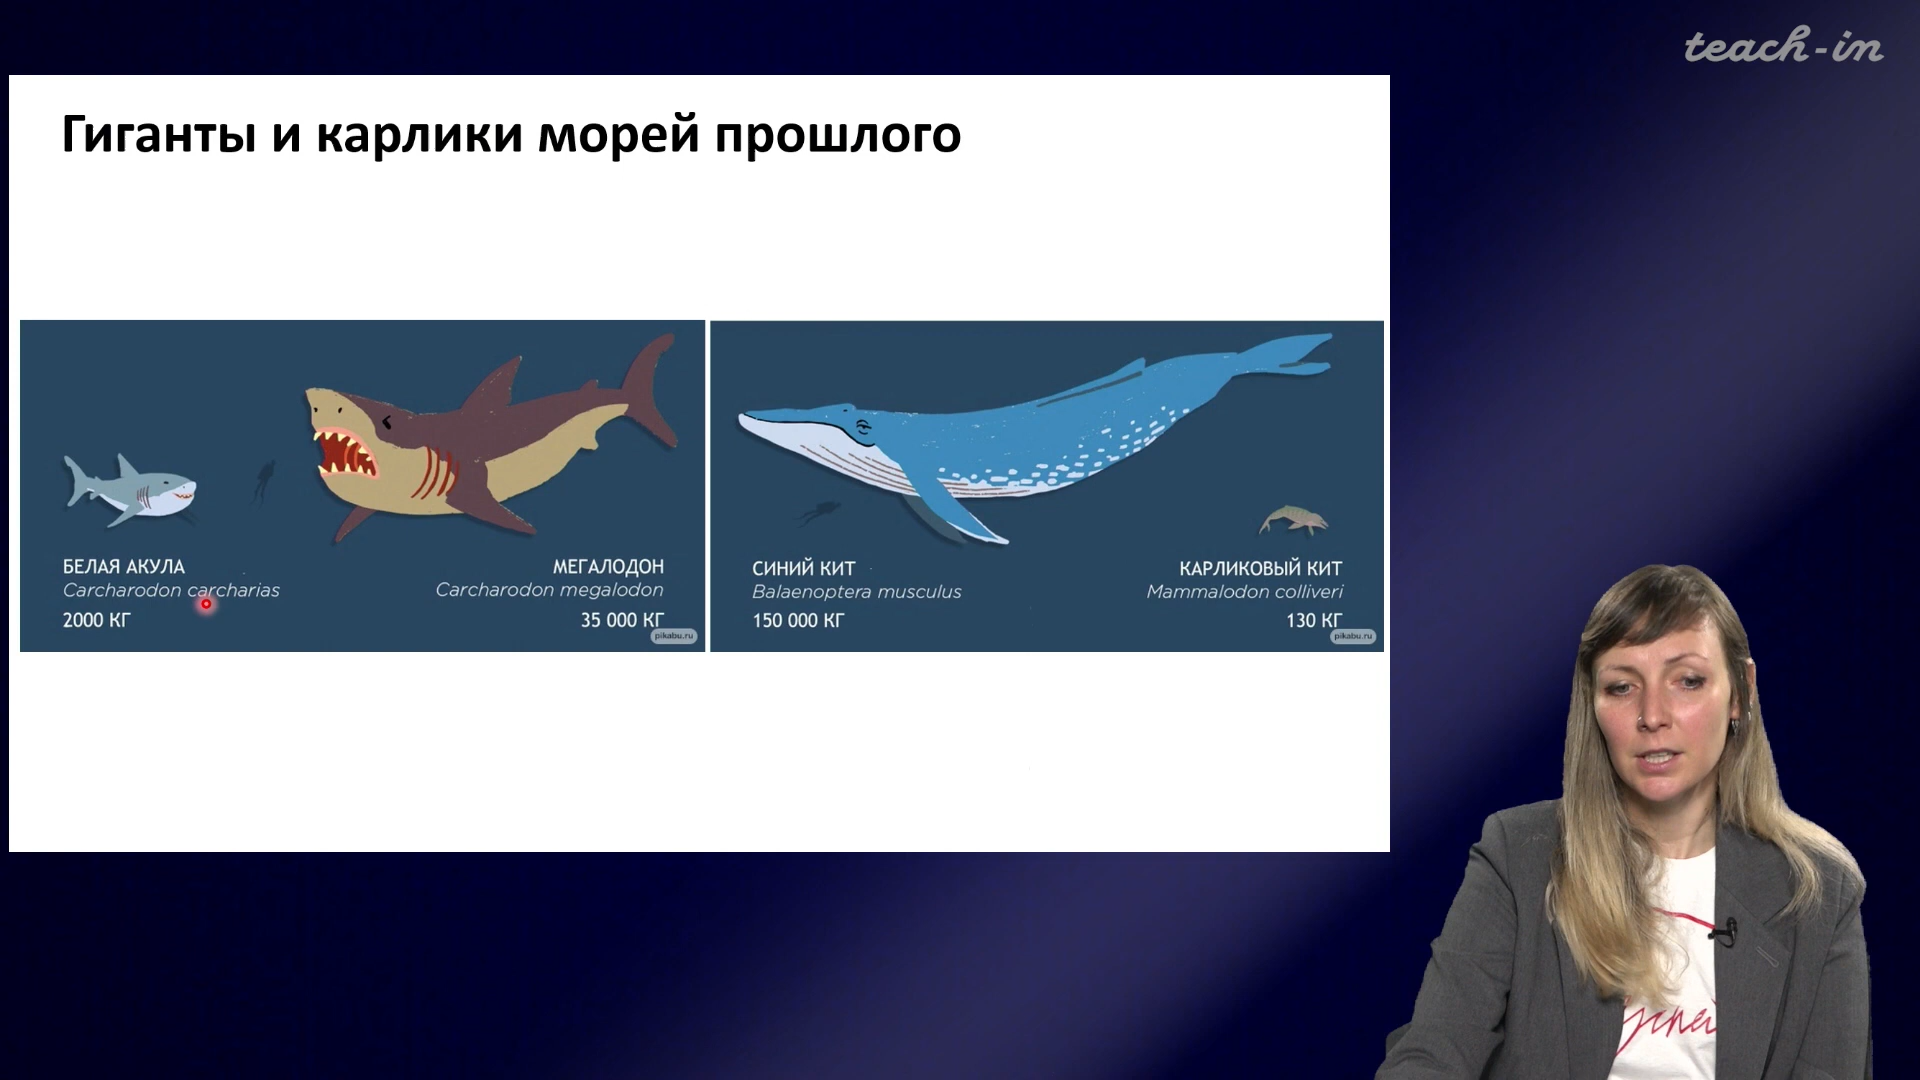 teach-in
Гиганты и карлики морей прошлого
БЕЛАЯ АКУЛА
Carcharodon carcharias
2000 КГ
МЕГАЛОДОН
Carcharodon megalodon
35 000 КГ
pikabu.ru
СИНИЙ КИТ
Balaenoptera musculus
150 000 КГ
КАРЛИКОВЫЙ КИТ
Mammalodon colliveri
130 КГ
pikabu.ru